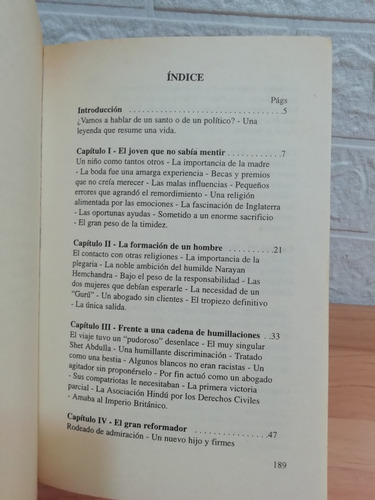 ÍNDICE
Págs
Introducción ................................5
¿Vamos a hablar de un santo o de un político? - Una
leyenda que resume una vida.
Capítulo I - El joven que no sabía mentir ............7
Un niño como tantos otros - La importancia de la madre
- La boda fue una amarga experiencia - Becas y premios
que no creía merecer - Las malas influencias - Pequeños
errores que agrandó el remordimiento - Una religión
alimentada por las emociones - La fascinación de Inglaterra
- Las oportunas ayudas - Sometido a un enorme sacrificio
- El gran peso de la timidez.
Capítulo II - La formación de un hombre ..........21
El contacto con otras religiones - La importancia de la
plegaria - La noble ambición del humilde Narayan
Hemchandra - Bajo el peso de la responsabilidad - Las
dos mujeres que debían esperarle - La necesidad de un
"Gurú" - Un abogado sin clientes - El tropiezo definitivo
- La única salida.
Capítulo III - Frente a una cadena de humillaciones ..33
El viaje tuvo un "pudoroso" desenlace - El muy singular
Shet Abdulla - Una humillante discriminación - Tratado
como una bestia - Algunos blancos no eran racistas - Un
agitador sin proponérselo - Por fin actuó como un abogado
- Sus compatriotas le necesitaban - La primera victoria
parcial - La Asociación Hindú por los Derechos Civiles
- Amaba al Imperio Británico.
Capítulo IV - El gran reformador ................47
Rodeado de admiración - Un nuevo hijo y firmes
189